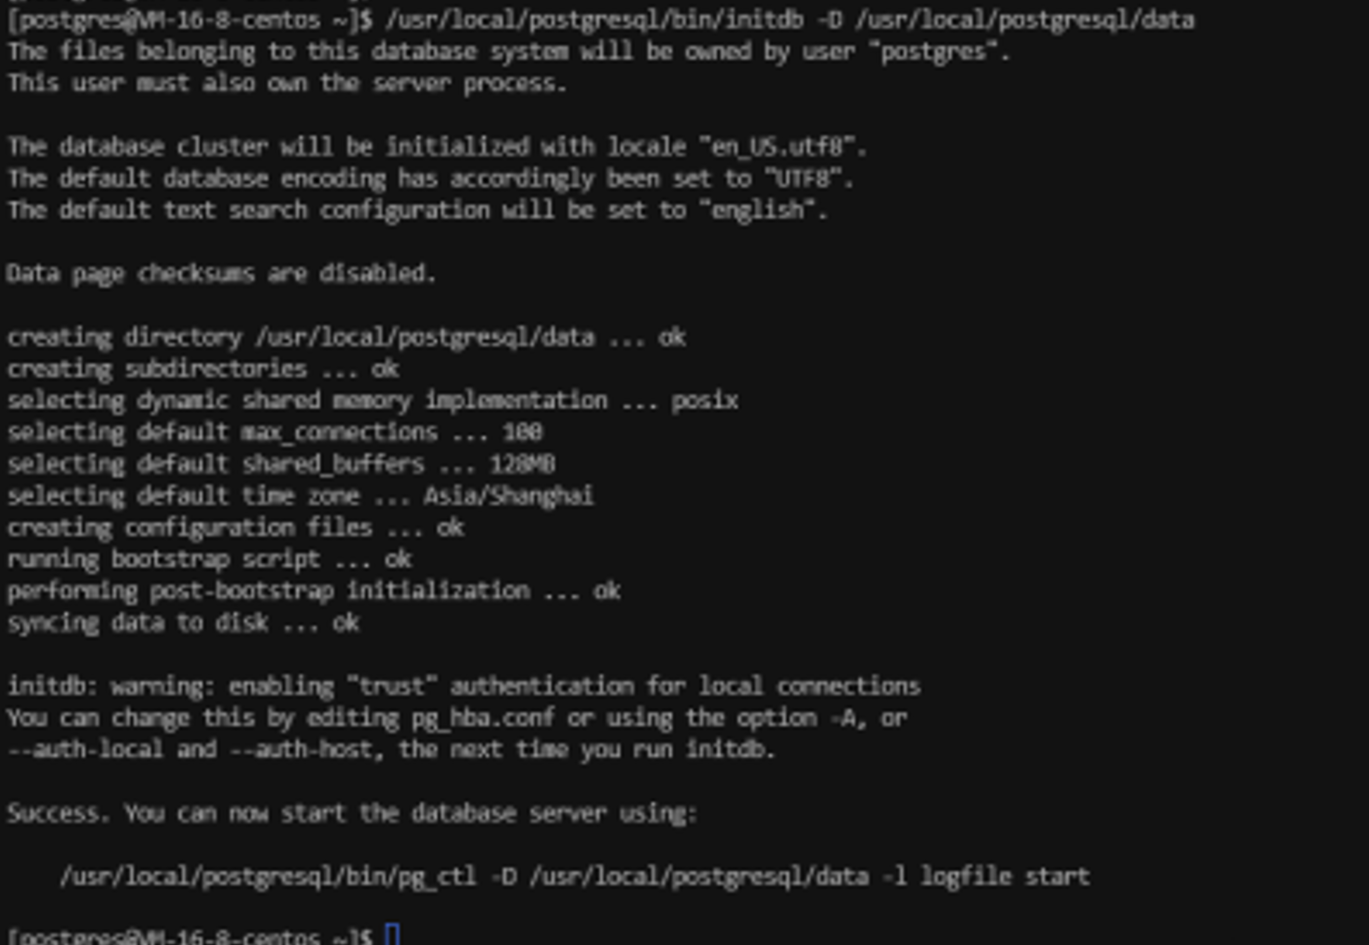 [postgres@VM-16-8-centos ~]$ /usr/local/postgresql/bin/initdb -D /usr/local/postgresql/data
The files belonging to this database system will be owned by user "postgres".
This user must also own the server process.
The database cluster will be initialized with locale "en_US.utf8".
The default database encoding has accordingly been set to "UTF8".
The default text search configuration will be set to "english".
Data page checksums are disabled.
creating directory /usr/local/postgresql/data ... ok
creating subdirectories ... ok
selecting dynamic shared memory implementation ... posix
selecting default max_connections ... 100
selecting default shared_buffers ... 128MB
selecting default time zone ... Asia/Shanghai
creating configuration files ... ok
running bootstrap script ... ok
performing post-bootstrap initialization ... ok
syncing data to disk ... ok
initdb: warning: enabling "trust" authentication for local connections
You can change this by editing pg_hba.conf or using the option -A, or
--auth-local and --auth-host, the next time you run initdb.
Success. You can now start the database server using:
/usr/local/postgresql/bin/pg_ctl -D /usr/local/postgresql/data -l logfile start
[postgres@VM-16-8-centos ~]$